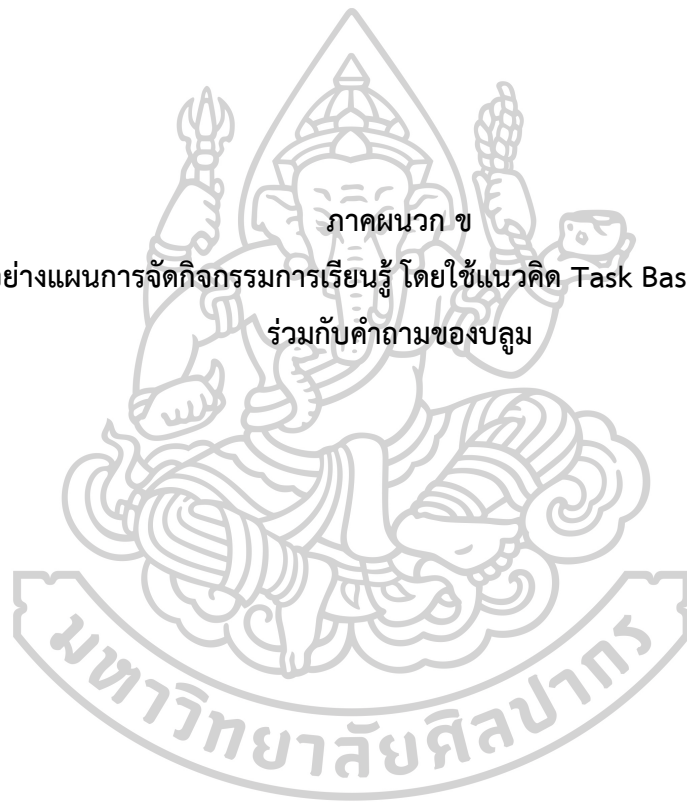 ภาคผนวก ข
ย่างแผนการจัดกิจกรรมการเรียนรู้ โดยใช้แนวคิด Task Bas
ร่วมกับคำถามของบลูม
มหาวิทยาลัยศิลปากร